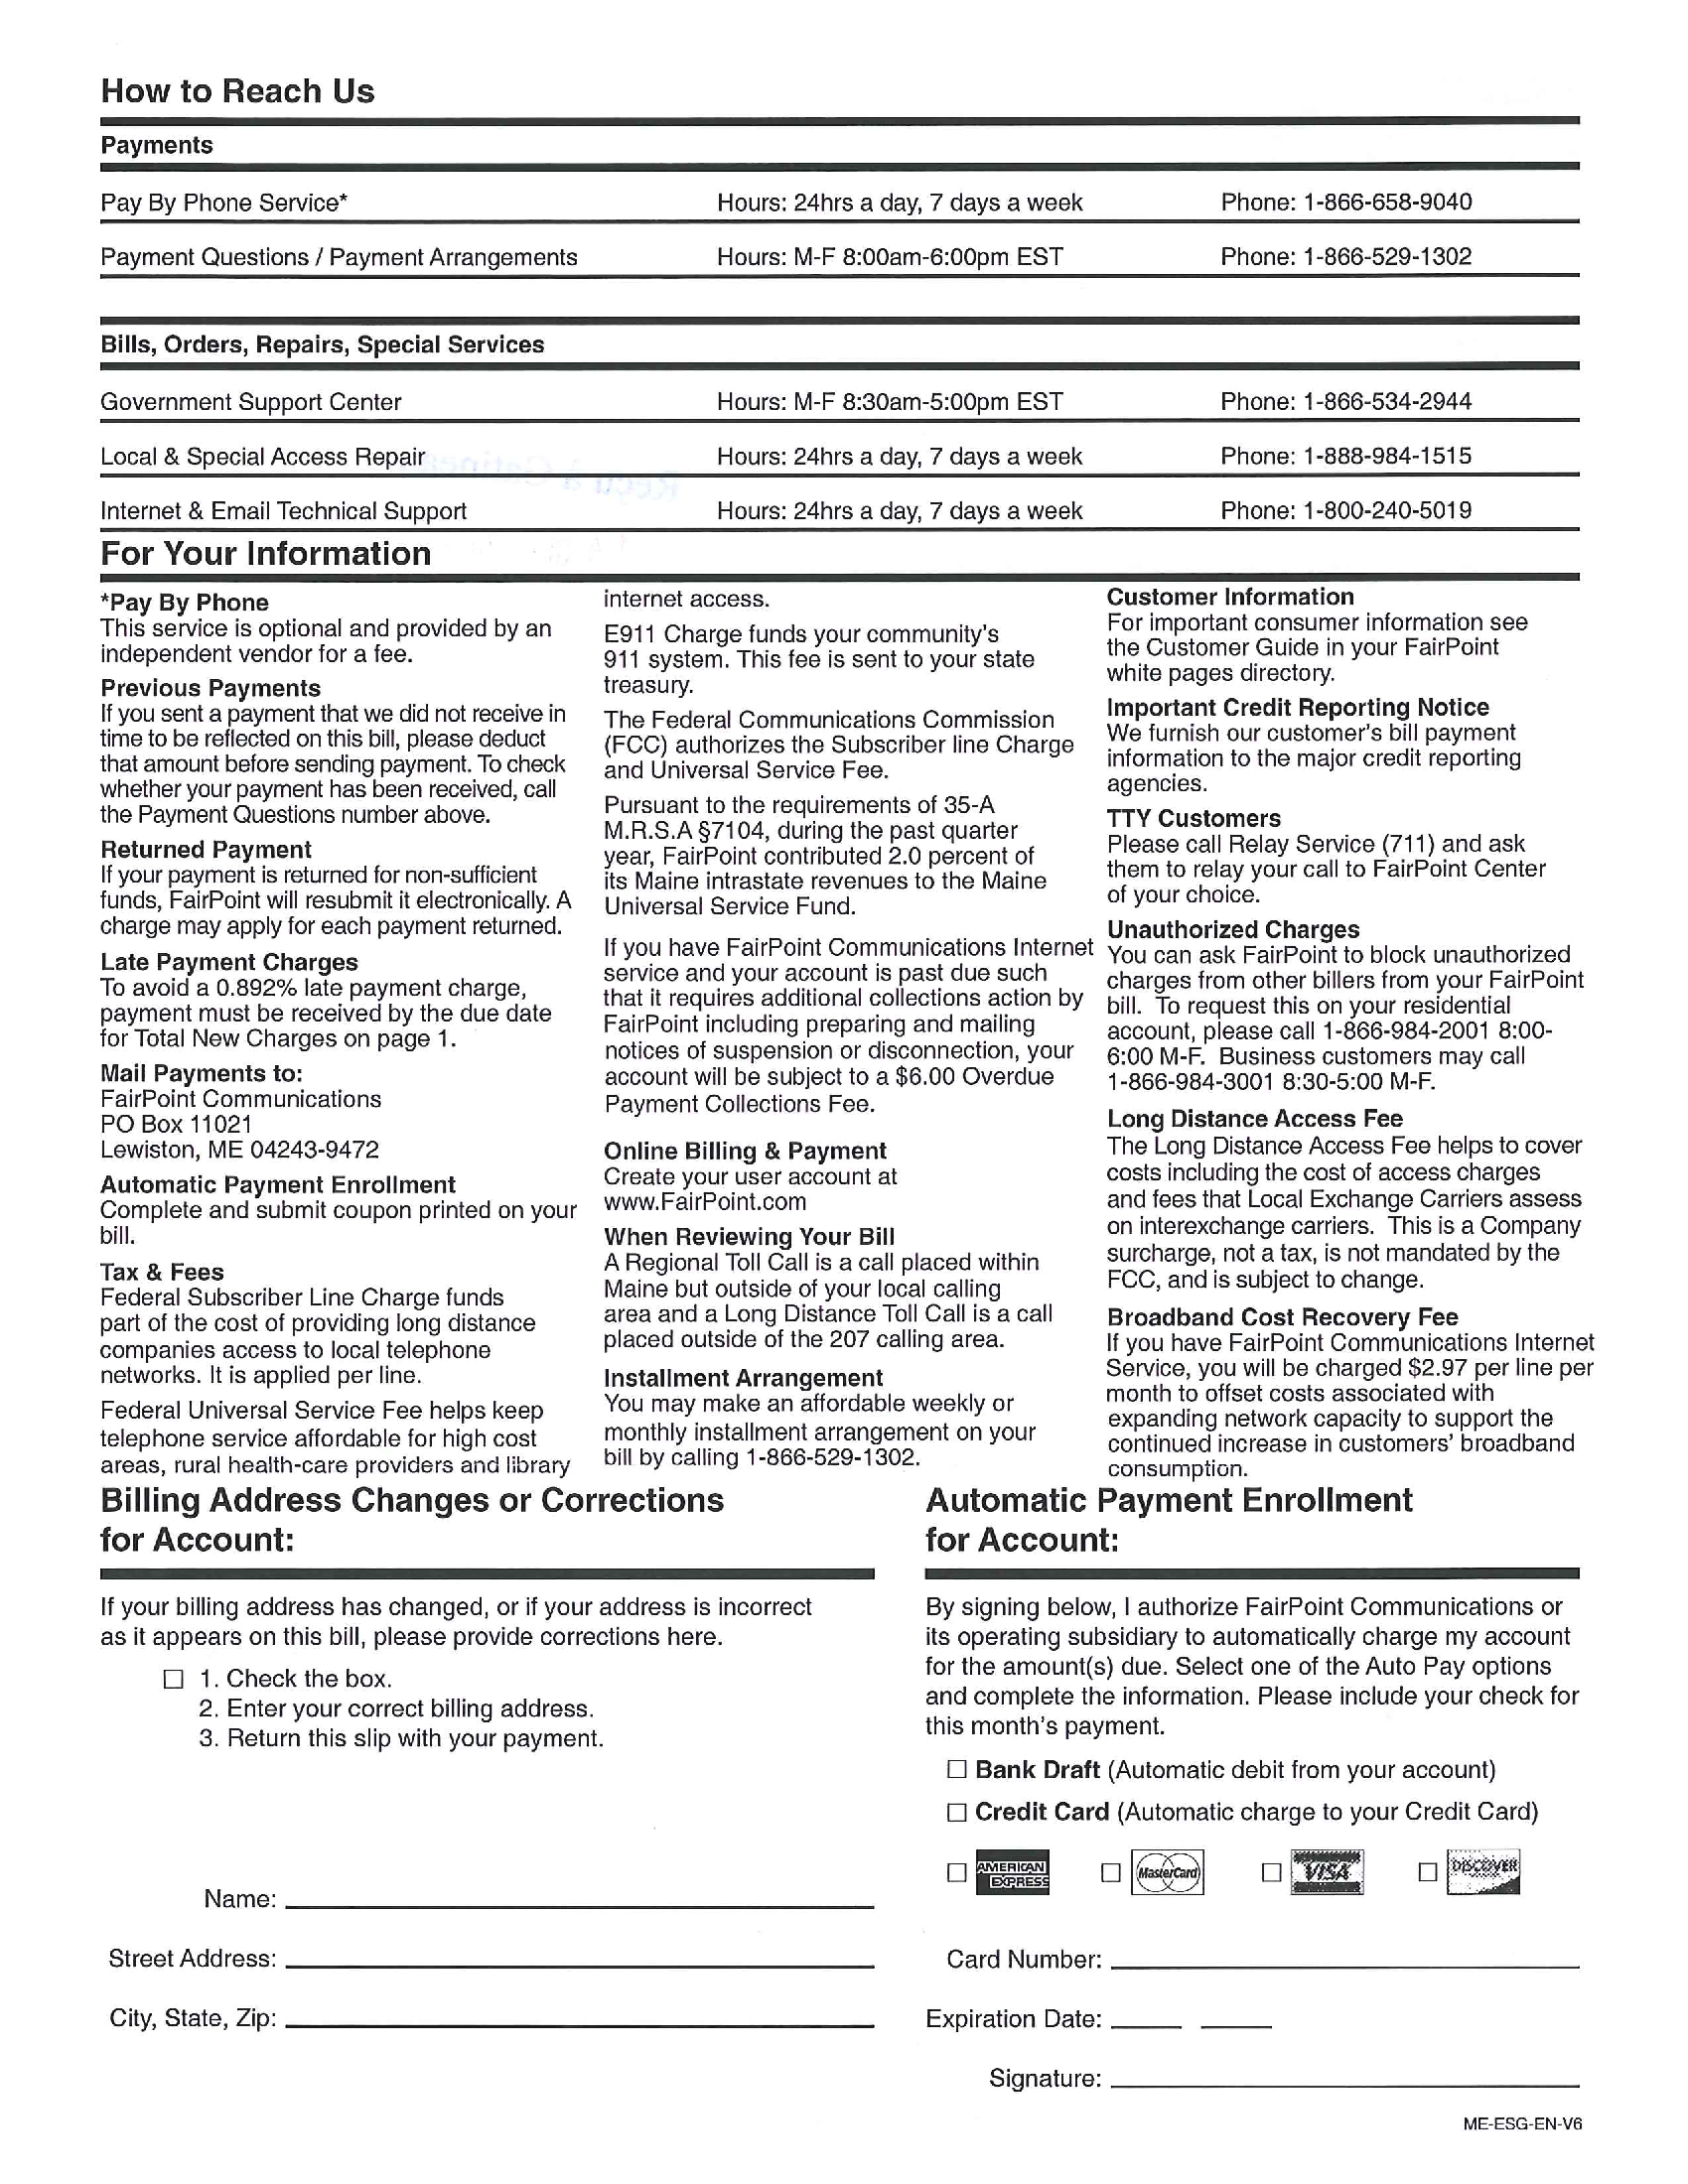 How to Reach Us
Payments
Pay By Phone Service* Hours: 24hrs a day, 7 days a week Phone: 1-866-658-9040
Payment Questions / Payment Arrangements Hours: M-F 8:00am-6:00pm EST Phone: 1-866-529-1302
Bills, Orders, Repairs, Special Services
Government Support Center Hours: M-F 8:30am-5:00pm EST Phone: 1-866-534-2944
Local & Special Access Repair Hours: 24hrs a day, 7 days a week Phone: 1-888-984-1515
Internet & Email Technical Support Hours: 24hrs a day, 7 days a week Phone: 1-800-240-5019
For Your Information
*Pay By Phone
This service is optional and provided by an
independent vendor for a fee.
Previous Payments
If you sent a payment that we did not receive in
time to be reflected on this bill, please deduct
that amount before sending payment. To check
whether your payment has been received, call
the Payment Questions number above.
Returned Payment
If your payment is returned for non-sufficient
funds, FairPoint will resubmit it electronically. A
charge may apply for each payment returned.
Late Payment Charges
To avoid a 0.892% late payment charge,
payment must be received by the due date
for Total New Charges on page 1.
Mail Payments to:
FairPoint Communications
PO Box 11021
Lewiston, ME 04243-9472
Automatic Payment Enrollment
Complete and submit coupon printed on your
bill.
Tax & Fees
Federal Subscriber Line Charge funds
part of the cost of providing long distance
companies access to local telephone
networks. It is applied per line.
Federal Universal Service Fee helps keep
telephone service affordable for high cost
areas, rural health-care providers and library
internet access.
E911 Charge funds your community's
911 system. This fee is sent to your state
treasury.
The Federal Communications Commission
(FCC) authorizes the Subscriber line Charge
and Universal Service Fee.
Pursuant to the requirements of 35-A
M.R.S.A §7104, during the past quarter
year, FairPoint contributed 2.0 percent of
its Maine intrastate revenues to the Maine
Universal Service Fund.
If you have FairPoint Communications Internet
service and your account is past due such
that it requires additional collections action by
FairPoint including preparing and mailing
notices of suspension or disconnection, your
account will be subject to a $6.00 Overdue
Payment Collections Fee.
Online Billing & Payment
Create your user account at
www.FairPoint.com
When Reviewing Your Bill
A Regional Toll Call is a call placed within
Maine but outside of your local calling
area and a Long Distance Toll Call is a call
placed outside of the 207 calling area.
Installment Arrangement
You may make an affordable weekly or
monthly installment arrangement on your
bill by calling 1-866-529-1302.
Customer Information
For important consumer information see
the Customer Guide in your FairPoint
white pages directory.
Important Credit Reporting Notice
We furnish our customer's bill payment
information to the major credit reporting
agencies.
TTY Customers
Please call Relay Service (711) and ask
them to relay your call to FairPoint Center
of your choice.
Unauthorized Charges
You can ask FairPoint to block unauthorized
charges from other billers from your FairPoint
bill. To request this on your residential
account, please call 1-866-984-2001 8:00-
6:00 M-F. Business customers may call
1-866-984-3001 8:30-5:00 M-F.
Long Distance Access Fee
The Long Distance Access Fee helps to cover
costs including the cost of access charges
and fees that Local Exchange Carriers assess
on interexchange carriers. This is a Company
surcharge, not a tax, is not mandated by the
FCC, and is subject to change.
Broadband Cost Recovery Fee
If you have FairPoint Communications Internet
Service, you will be charged $2.97 per line per
month to offset costs associated with
expanding network capacity to support the
continued increase in customers' broadband
consumption.
Billing Address Changes or Corrections
for Account:
If your billing address has changed, or if your address is incorrect
as it appears on this bill, please provide corrections here.
☐ 1. Check the box.
2. Enter your correct billing address.
3. Return this slip with your payment.
Name:
Street Address:
City, State, Zip:
Automatic Payment Enrollment
for Account:
By signing below, I authorize FairPoint Communications or
its operating subsidiary to automatically charge my account
for the amount(s) due. Select one of the Auto Pay options
and complete the information. Please include your check for
this month's payment.
☐ Bank Draft (Automatic debit from your account)
☐ Credit Card (Automatic charge to your Credit Card)
☐ AMERICAN EXPRESS ☐ MasterCard ☐ VISA ☐ DISCOVER
Card Number:
Expiration Date:
Signature:
ME-ESG-EN-V6